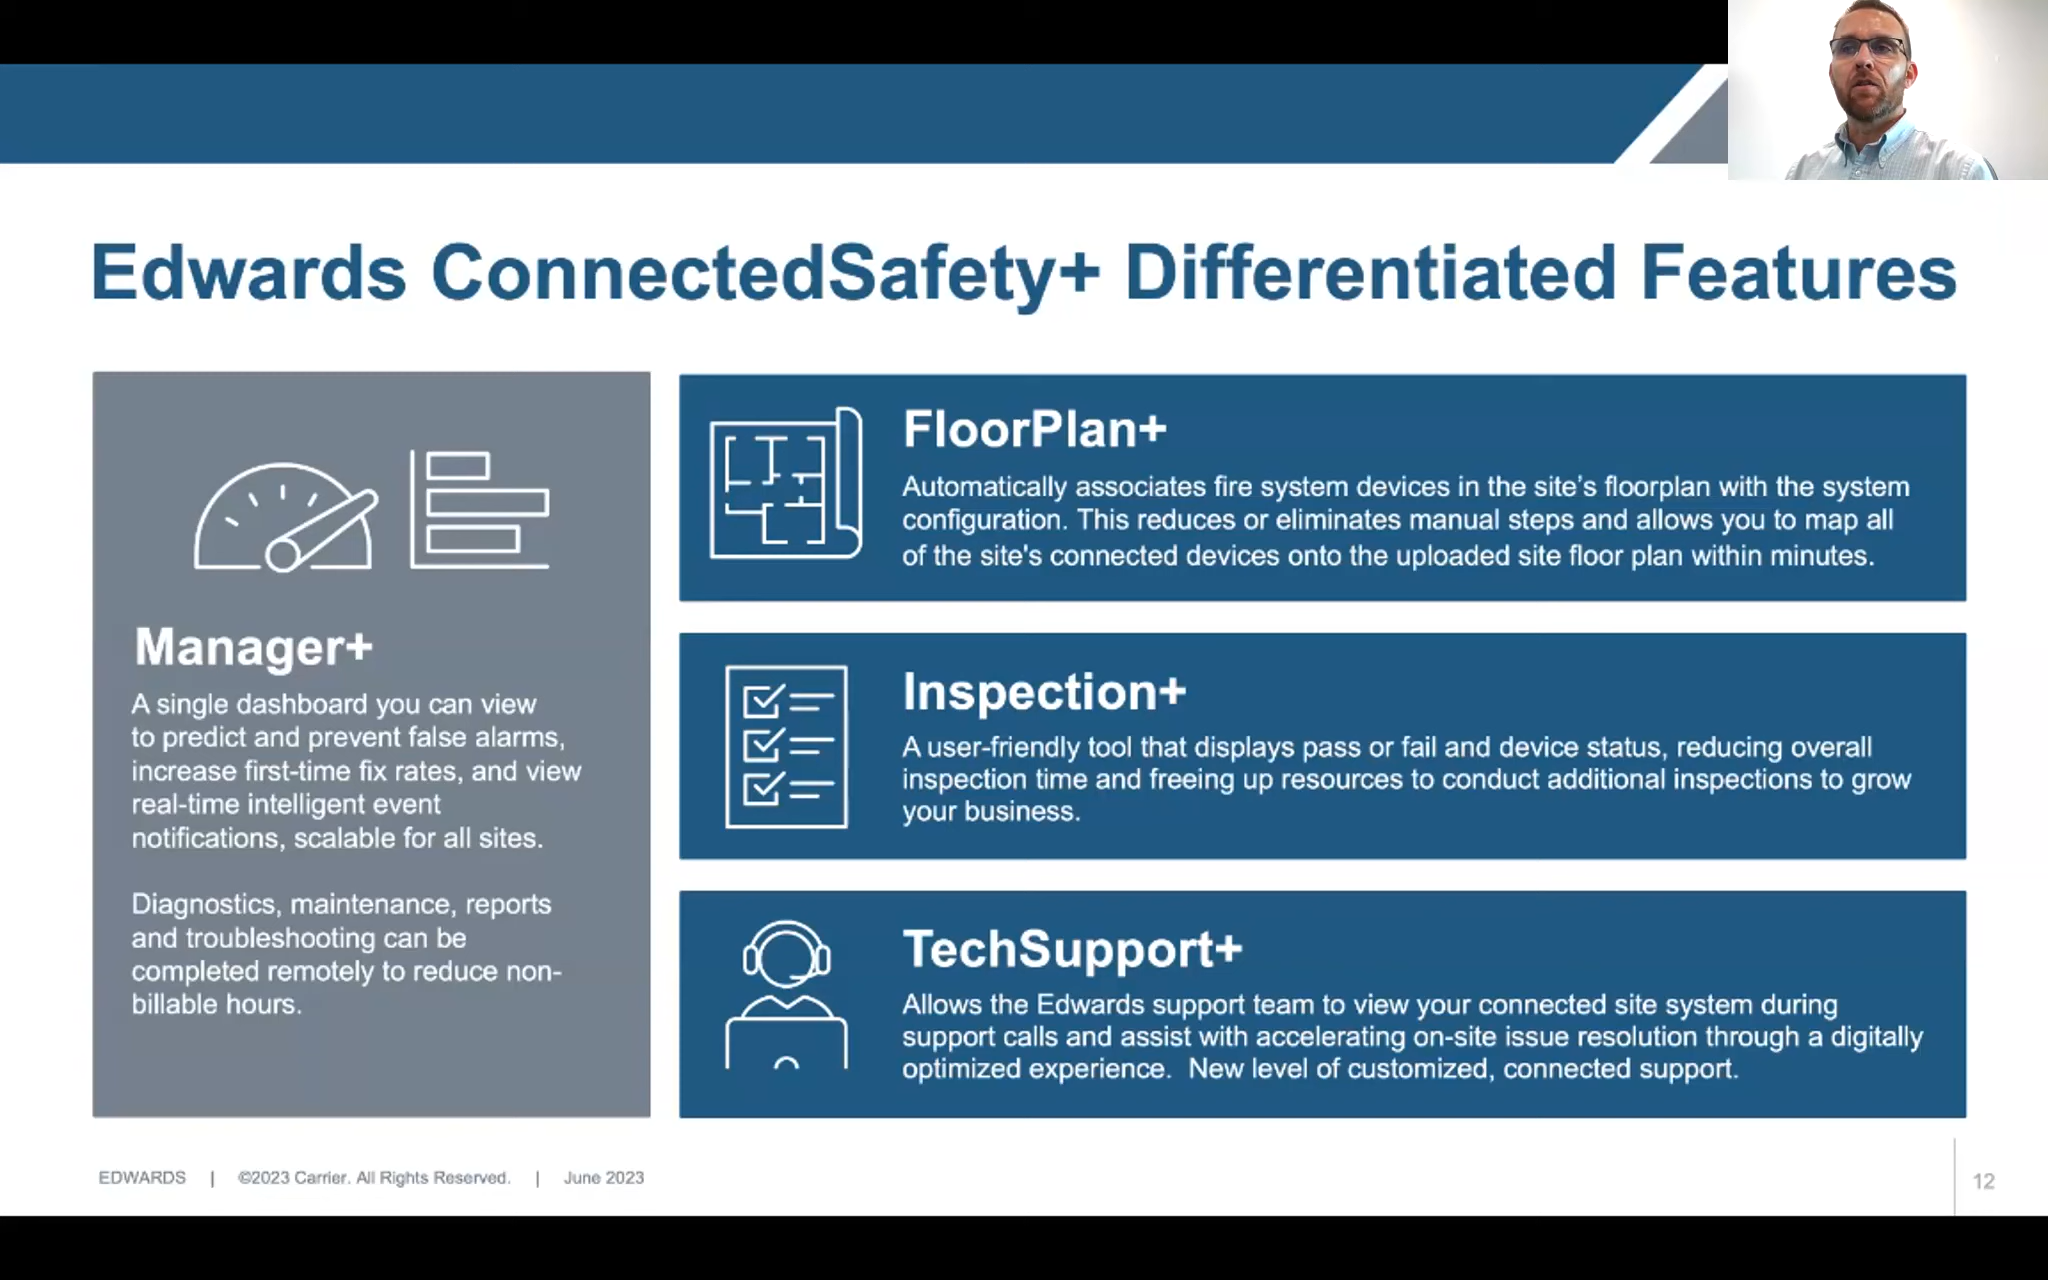 Edwards ConnectedSafety+ Differentiated Features
Manager+
A single dashboard you can view
to predict and prevent false alarms,
increase first-time fix rates, and view
real-time intelligent event
notifications, scalable for all sites.
Diagnostics, maintenance, reports
and troubleshooting can be
completed remotely to reduce non-
billable hours.
FloorPlan+
Automatically associates fire system devices in the site’s floorplan with the system
configuration. This reduces or eliminates manual steps and allows you to map all
of the site's connected devices onto the uploaded site floor plan within minutes.
Inspection+
A user-friendly tool that displays pass or fail and device status, reducing overall
inspection time and freeing up resources to conduct additional inspections to grow
your business.
TechSupport+
Allows the Edwards support team to view your connected site system during
support calls and assist with accelerating on-site issue resolution through a digitally
optimized experience.  New level of customized, connected support.
EDWARDS | ©2023 Carrier. All Rights Reserved. | June 2023
12